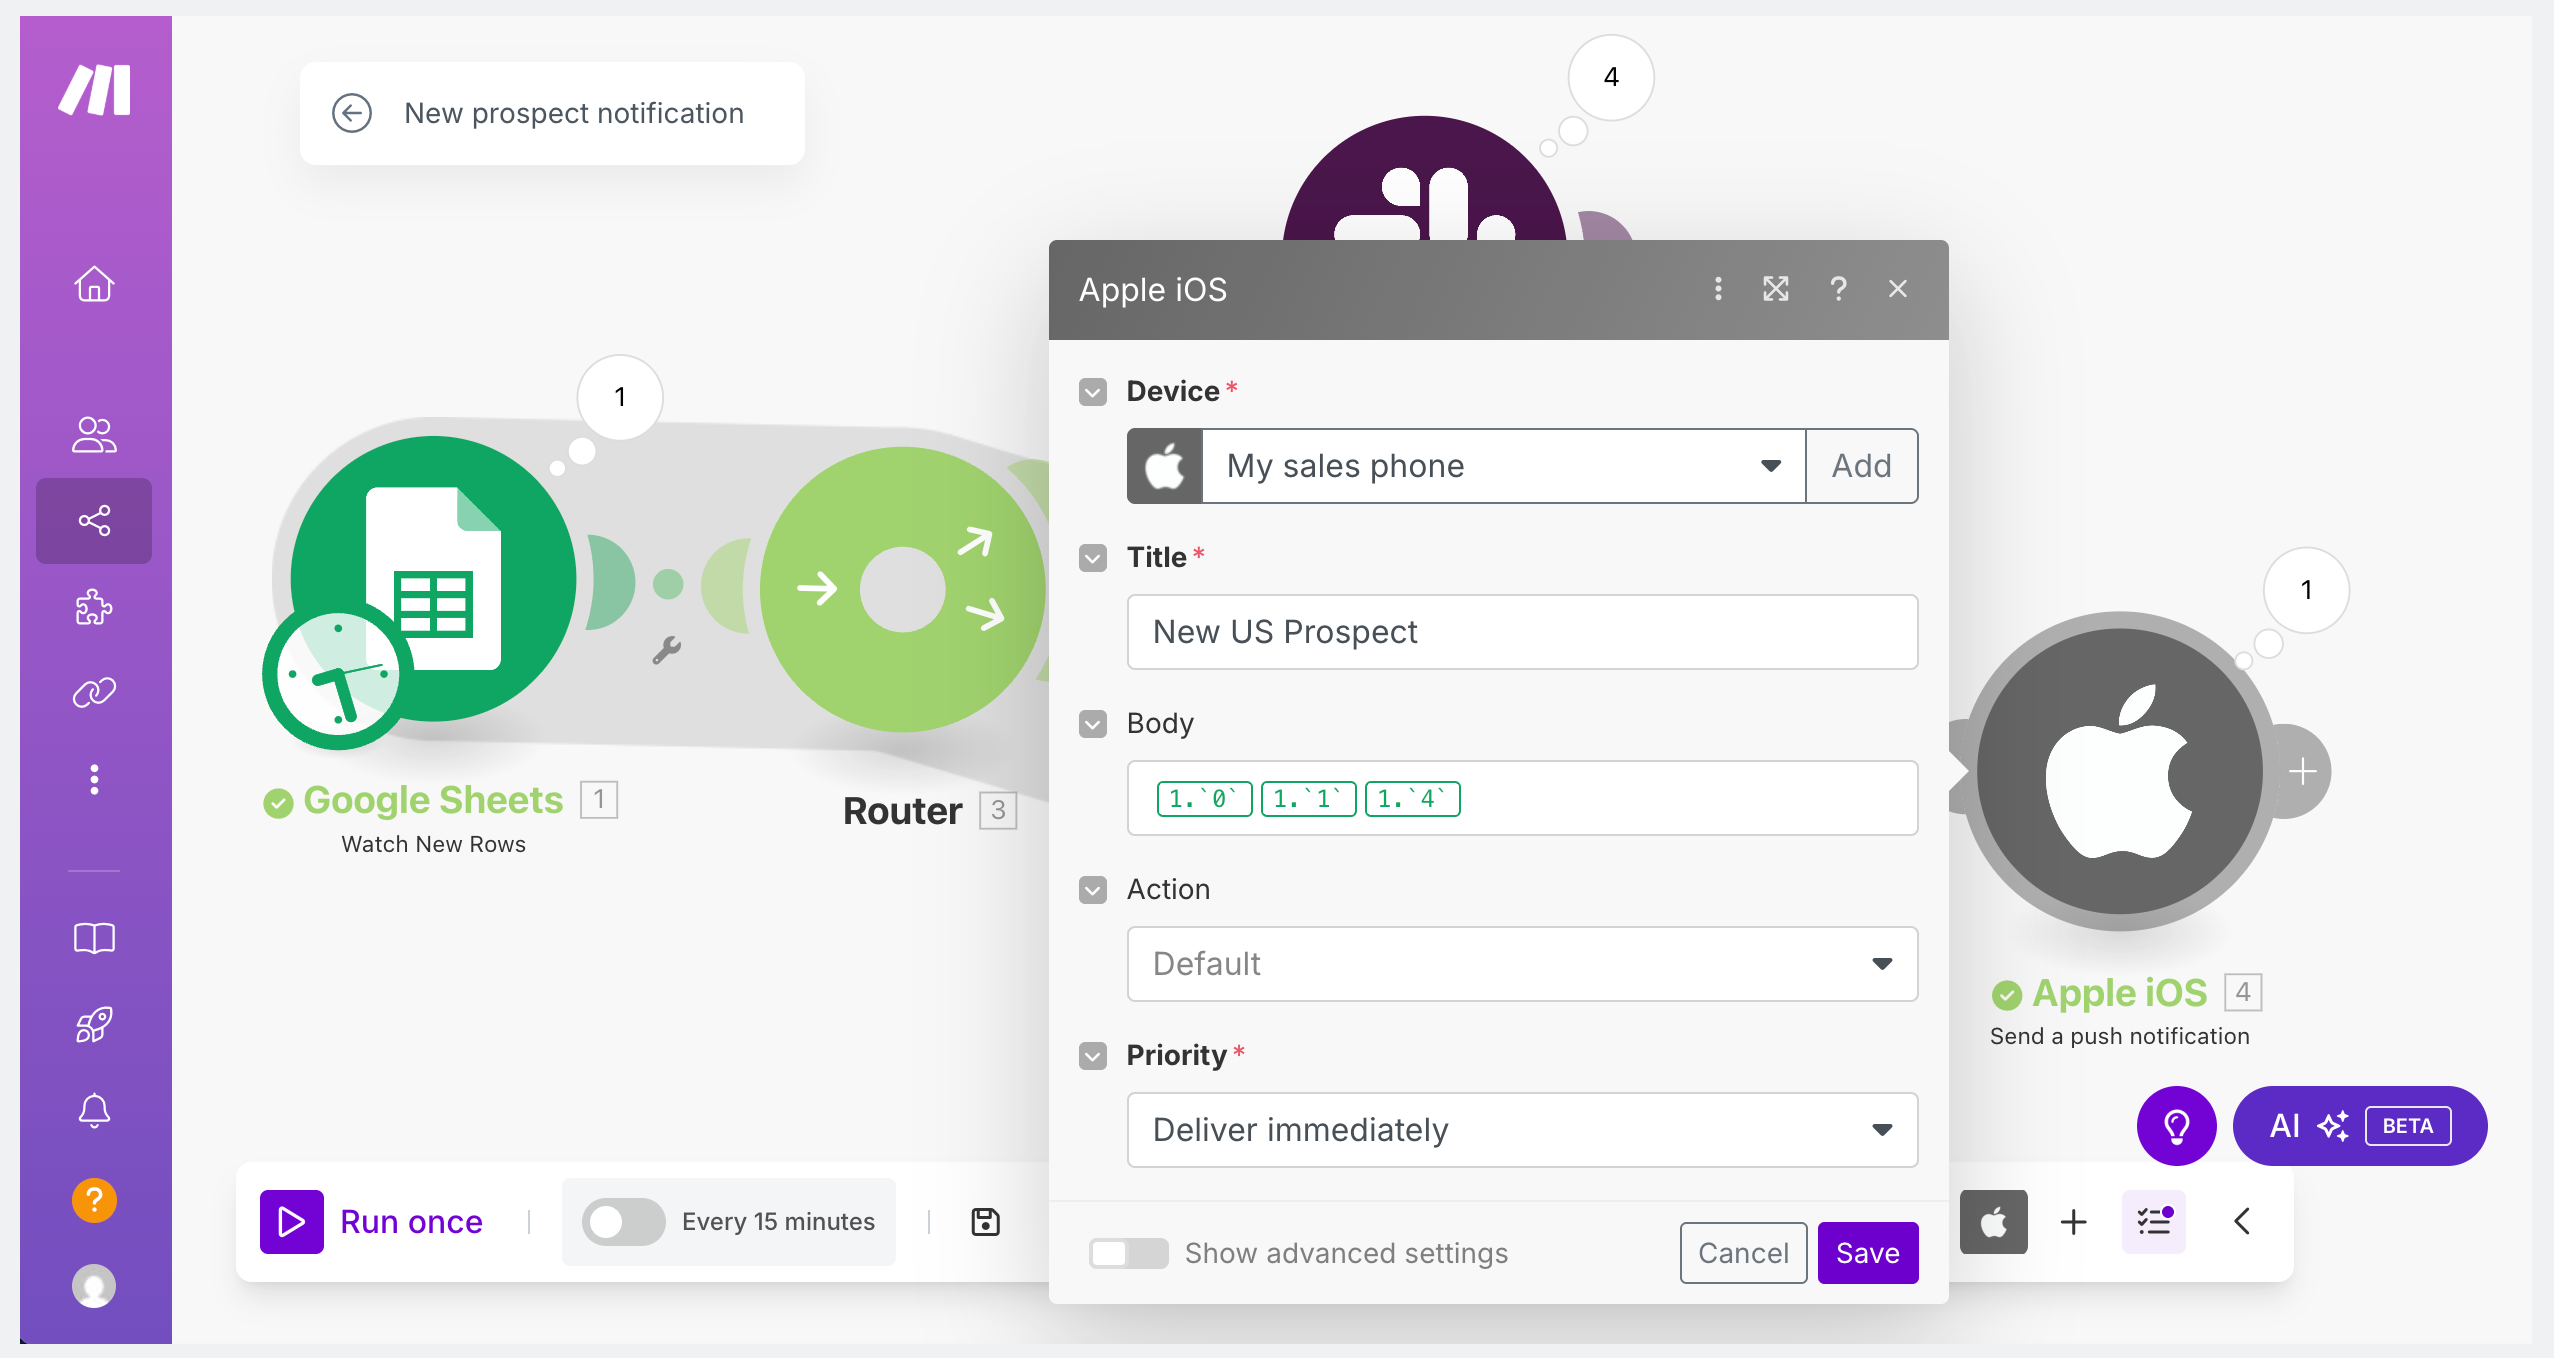 New prospect notification
4
Apple iOS
?
Device *
My sales phone
Add
1
Title *
New US Prospect
Body
1.`0` 1.`1` 1.`4`
Google Sheets 1
Watch New Rows
Router 3
Action
Default
1
Apple iOS 4
Send a push notification
Priority *
Deliver immediately
AI BETA
?
Run once
Every 15 minutes
Show advanced settings
Cancel
Save